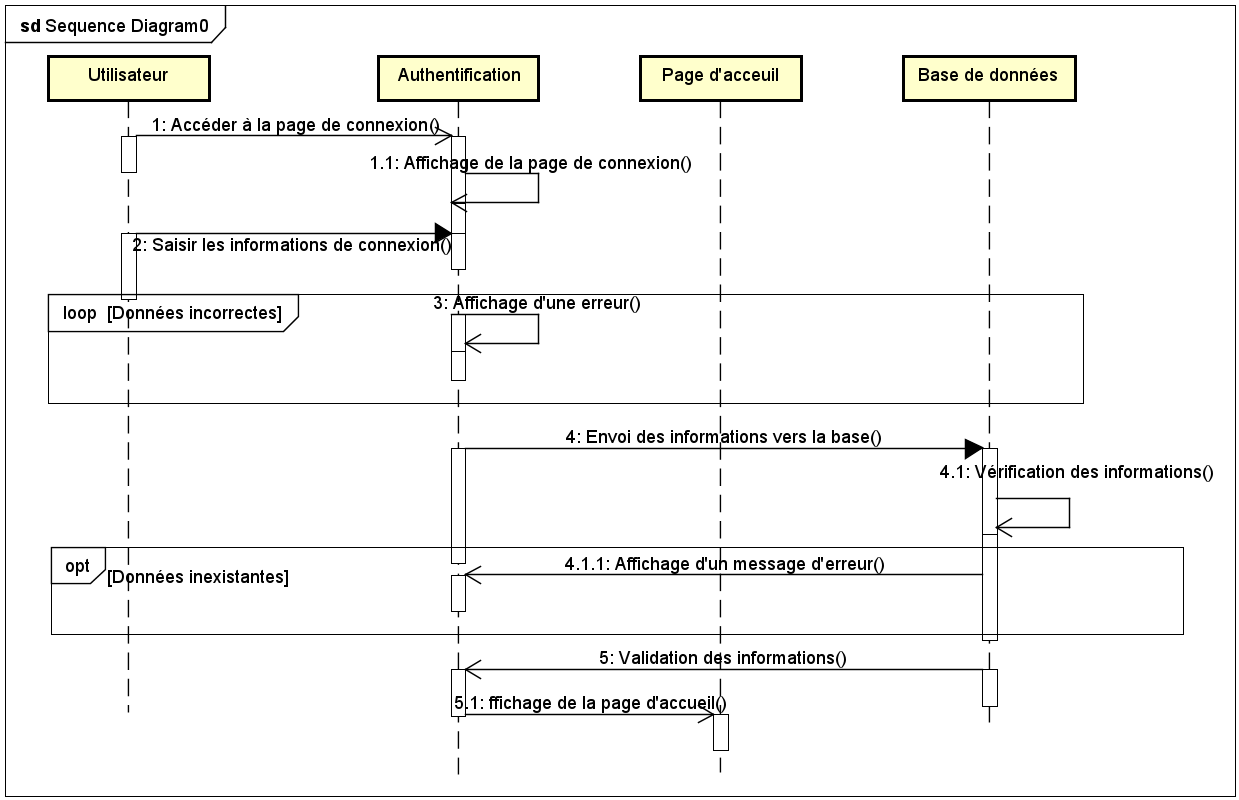 sd Sequence Diagram0
Utilisateur
Authentification
Page d'acceuil
Base de données
1: Accéder à la page de connexion()
1.1: Affichage de la page de connexion()
2: Saisir les informations de connexion()
loop [Données incorrectes]
3: Affichage d'une erreur()
4: Envoi des informations vers la base()
4.1: Vérification des informations()
opt
[Données inexistantes]
4.1.1: Affichage d'un message d'erreur()
5: Validation des informations()
5.1: ffichage de la page d'accueil()